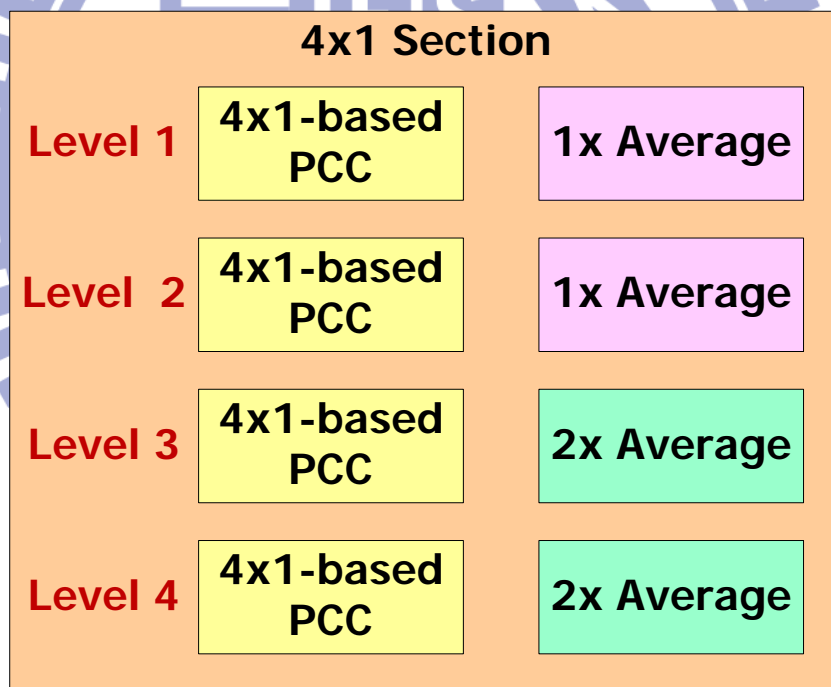 4x1 Section
Level 1
4x1-based
PCC
1x Average
Level 2
4x1-based
PCC
1x Average
Level 3
4x1-based
PCC
2x Average
Level 4
4x1-based
PCC
2x Average